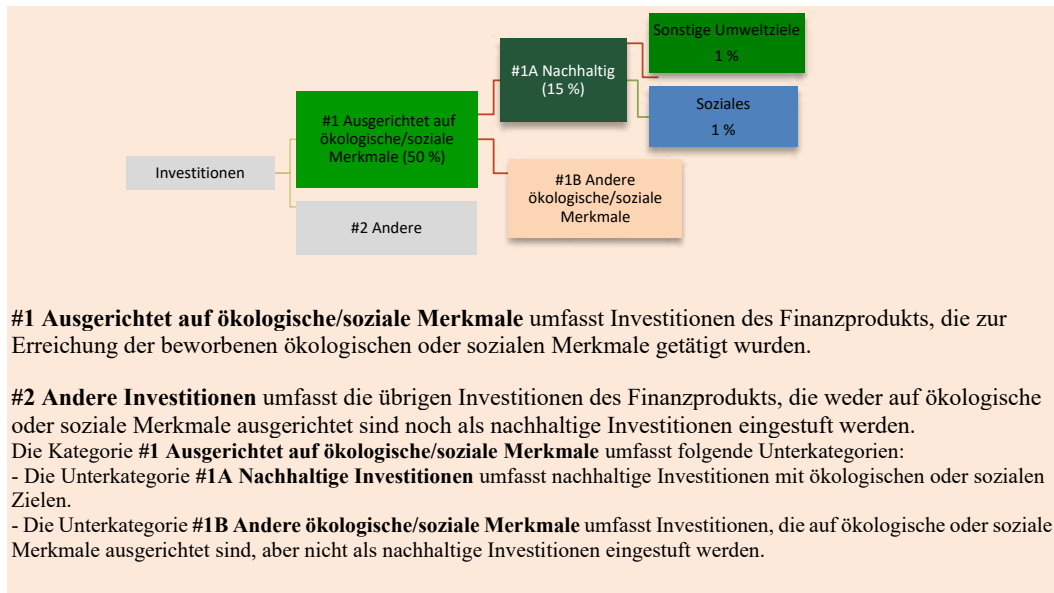 Sonstige Umweltziele
1 %
#1A Nachhaltig
(15 %)
Soziales
1 %
#1 Ausgerichtet auf
ökologische/soziale
Merkmale (50 %)
Investitionen
#1B Andere
ökologische/soziale
Merkmale
#2 Andere
#1 Ausgerichtet auf ökologische/soziale Merkmale umfasst Investitionen des Finanzprodukts, die zur
Erreichung der beworbenen ökologischen oder sozialen Merkmale getätigt wurden.
#2 Andere Investitionen umfasst die übrigen Investitionen des Finanzprodukts, die weder auf ökologische
oder soziale Merkmale ausgerichtet sind noch als nachhaltige Investitionen eingestuft werden.
Die Kategorie #1 Ausgerichtet auf ökologische/soziale Merkmale umfasst folgende Unterkategorien:
- Die Unterkategorie #1A Nachhaltige Investitionen umfasst nachhaltige Investitionen mit ökologischen oder sozialen
Zielen.
- Die Unterkategorie #1B Andere ökologische/soziale Merkmale umfasst Investitionen, die auf ökologische oder soziale
Merkmale ausgerichtet sind, aber nicht als nachhaltige Investitionen eingestuft werden.